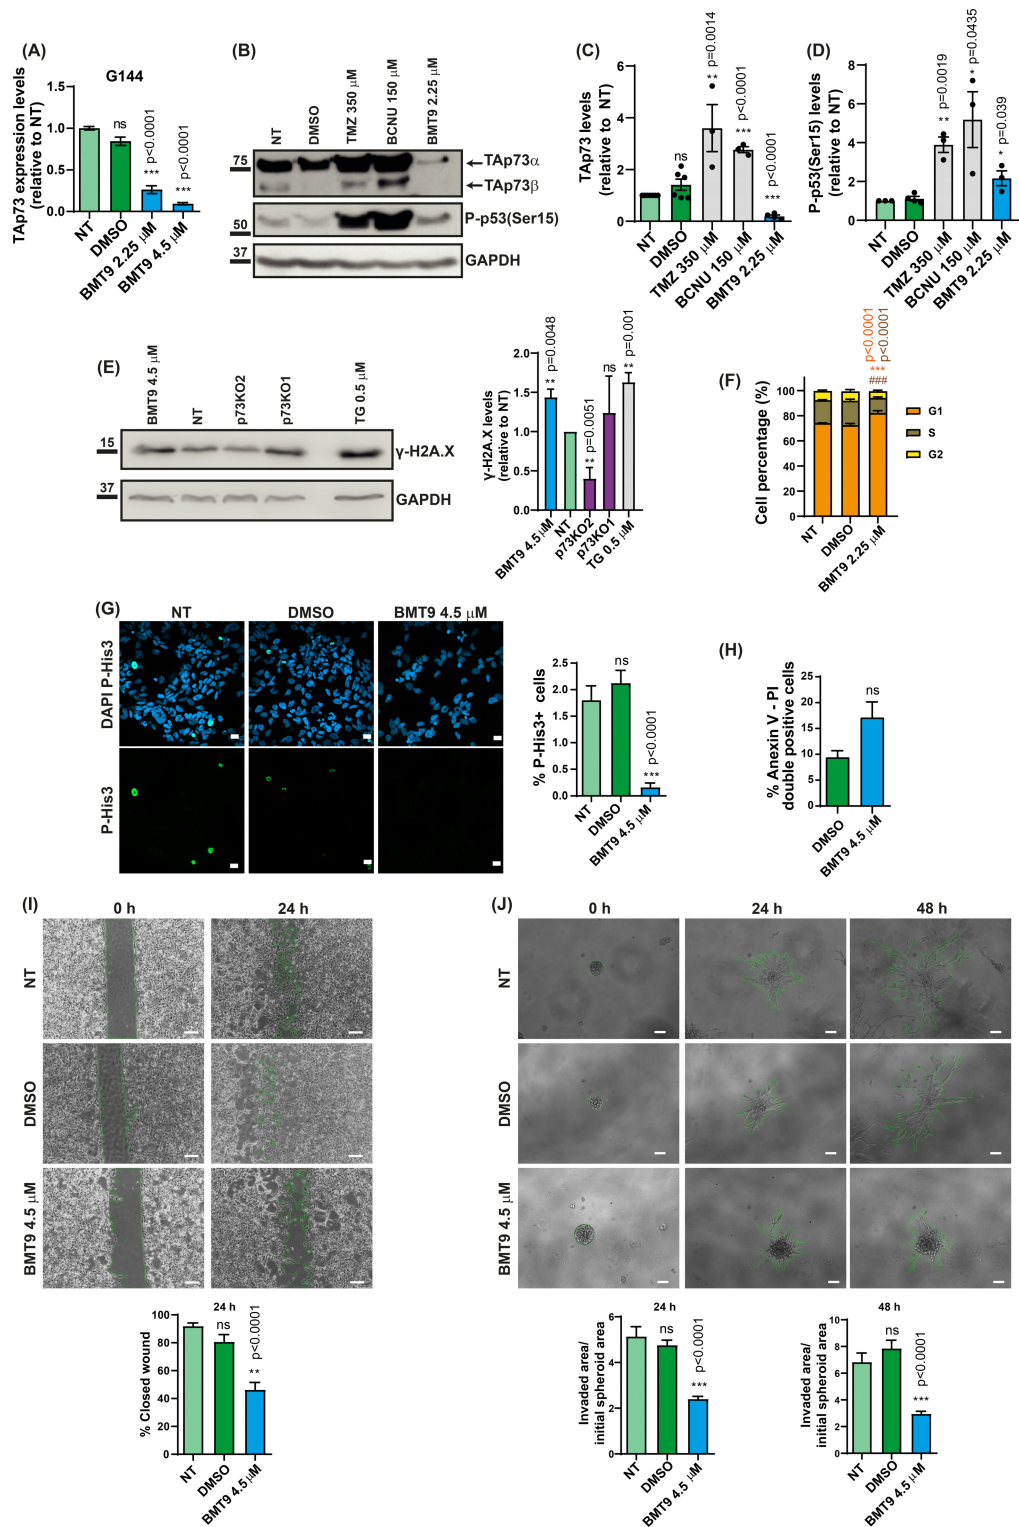 (A)
G144
TAp73 expression levels
(relative to NT)
1.5
1.0
0.5
0.0
ns
*** p<0.0001
*** p<0.0001
NT
DMSO
BMT9 2.25 μM
BMT9 4.5 μM
(B)
NT
DMSO
TMZ 350 μM
BCNU 150 μM
BMT9 2.25 μM
75
TAp73α
TAp73β
50
P-p53(Ser15)
37
GAPDH
(C)
TAp73 levels
(relative to NT)
6
4
2
0
ns
** p=0.0014
*** p<0.0001
*** p<0.0001
NT
DMSO
TMZ 350 μM
BCNU 150 μM
BMT9 2.25 μM
(D)
P-p53(Ser15) levels
(relative to NT)
8
6
4
2
0
** p=0.0019
* p=0.0435
* p=0.039
NT
DMSO
TMZ 350 μM
BCNU 150 μM
BMT9 2.25 μM
(E)
BMT9 4.5 μM
NT
p73KO2
p73KO1
TG 0.5 μM
15
γ-H2A.X
37
GAPDH
γ-H2A.X levels
(relative to NT)
2.0
1.5
1.0
0.5
0.0
** p=0.0048
** p=0.0051
ns
** p=0.001
BMT9 4.5 μM
NT
p73KO2
p73KO1
TG 0.5 μM
(F)
Cell percentage (%)
100
80
60
40
20
0
p<0.0001
p<0.0001
***
###
G1
S
G2
NT
DMSO
BMT9 2.25 μM
(G)
NT
DMSO
BMT9 4.5 μM
DAPI P-His3
P-His3
% P-His3+ cells
2.5
2.0
1.5
1.0
0.5
0.0
ns
*** p<0.0001
NT
DMSO
BMT9 4.5 μM
(H)
% Anexin V - PI
double positive cells
25
20
15
10
5
0
ns
DMSO
BMT9 4.5 μM
(I)
0 h
24 h
NT
DMSO
BMT9 4.5 μM
24 h
% Closed wound
100
80
60
40
20
0
ns
** p<0.0001
NT
DMSO
BMT9 4.5 μM
(J)
0 h
24 h
48 h
NT
DMSO
BMT9 4.5 μM
24 h
Invaded area/
initial spheroid area
6
4
2
0
ns
*** p<0.0001
NT
DMSO
BMT9 4.5 μM
48 h
Invaded area/
initial spheroid area
10
8
6
4
2
0
ns
*** p<0.0001
NT
DMSO
BMT9 4.5 μM